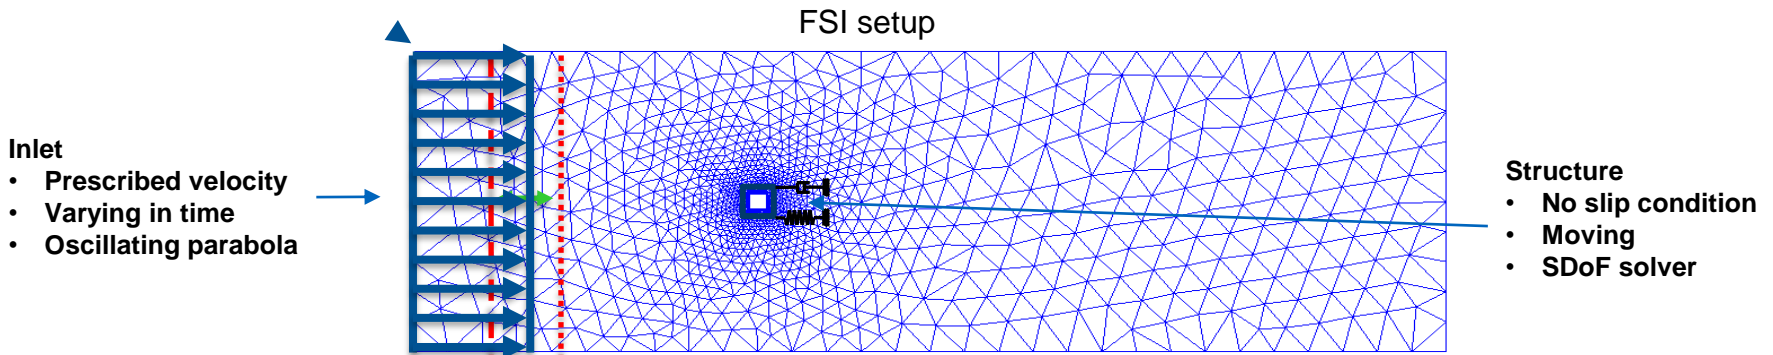 FSI setup
Inlet
• Prescribed velocity
• Varying in time
• Oscillating parabola
Structure
• No slip condition
• Moving
• SDoF solver